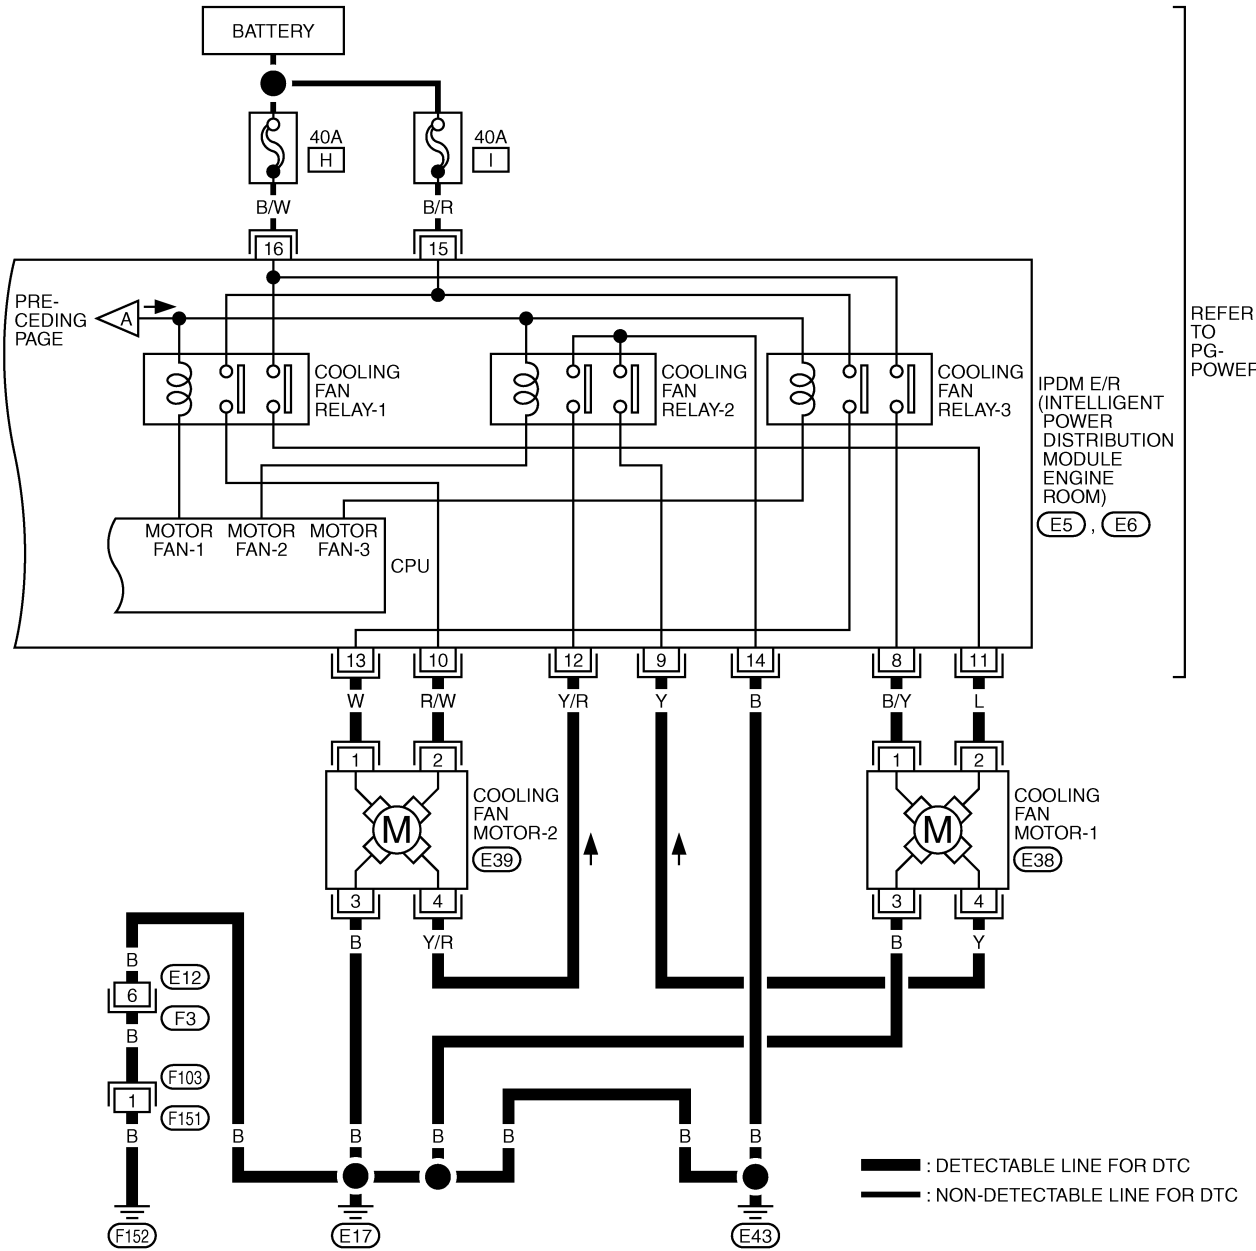 BATTERY
40A
H
40A
I
B/W
B/R
16
15
PRE-
CEDING
PAGE
A
COOLING
FAN
RELAY-1
COOLING
FAN
RELAY-2
COOLING
FAN
RELAY-3
REFER
TO
PG-
POWER
IPDM E/R
(INTELLIGENT
POWER
DISTRIBUTION
MODULE
ENGINE
ROOM)
E5 , E6
MOTOR
FAN-1
MOTOR
FAN-2
MOTOR
FAN-3
CPU
13
10
12
9
14
8
11
W
R/W
Y/R
Y
B
B/Y
L
1
2
M
3
4
COOLING
FAN
MOTOR-2
E39
1
2
M
3
4
COOLING
FAN
MOTOR-1
E38
B
Y/R
B
Y
B
6
E12
F3
B
F103
1
F151
B
B
B
B
B
B
B
F152
E17
E43
: DETECTABLE LINE FOR DTC
: NON-DETECTABLE LINE FOR DTC